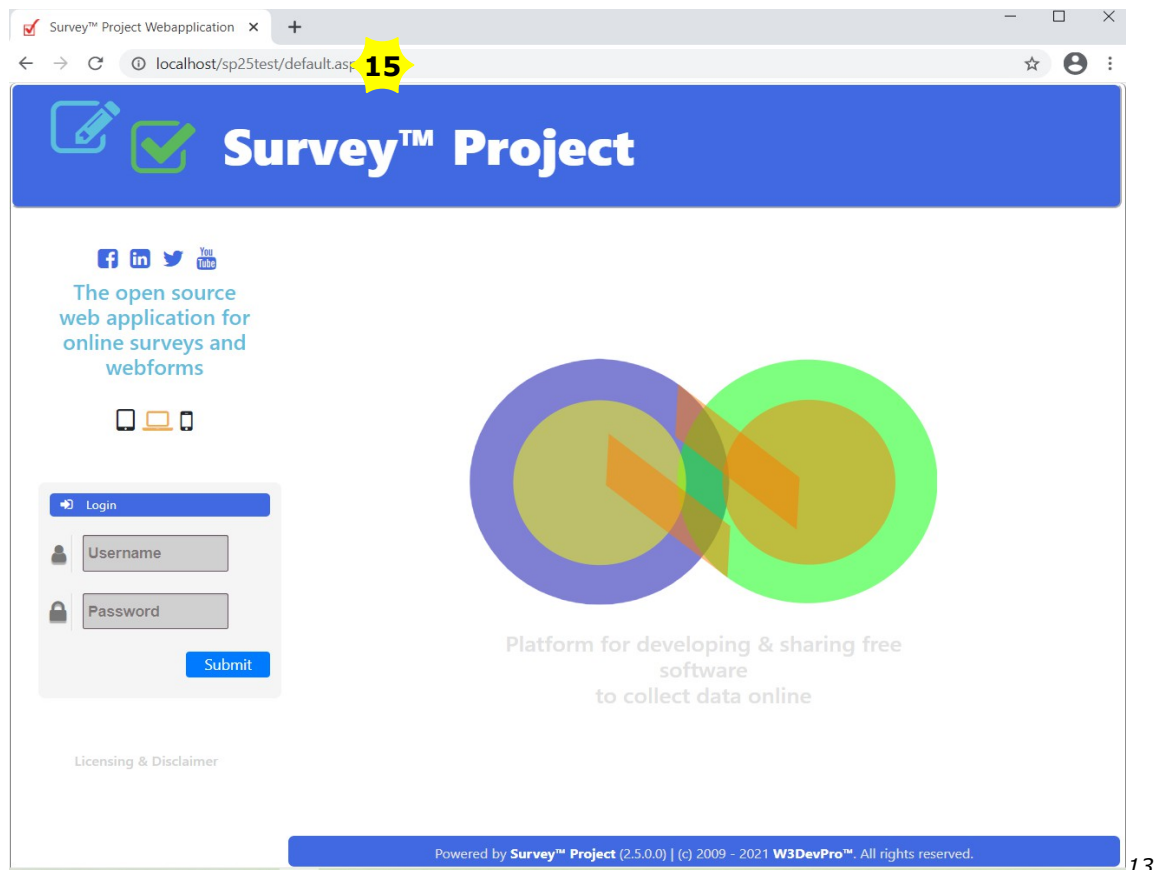 Survey™ Project Webapplication
localhost/sp25test/default.asp
15
Survey™ Project
You
Tube
The open source
web application for
online surveys and
webforms
Login
Username
Password
Submit
Platform for developing & sharing free
software
to collect data online
Licensing & Disclaimer
Powered by Survey™ Project (2.5.0.0) | (c) 2009 - 2021 W3DevPro™. All rights reserved.
13